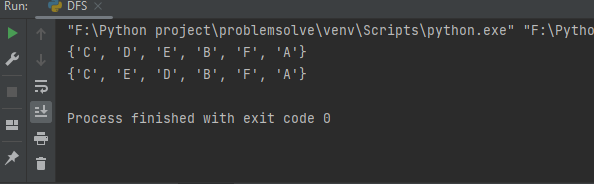 Run: DFS
"F:\Python project\problemsolve\venv\Scripts\python.exe" "F:\Pytho
{'C', 'D', 'E', 'B', 'F', 'A'}
{'C', 'E', 'D', 'B', 'F', 'A'}
Process finished with exit code 0